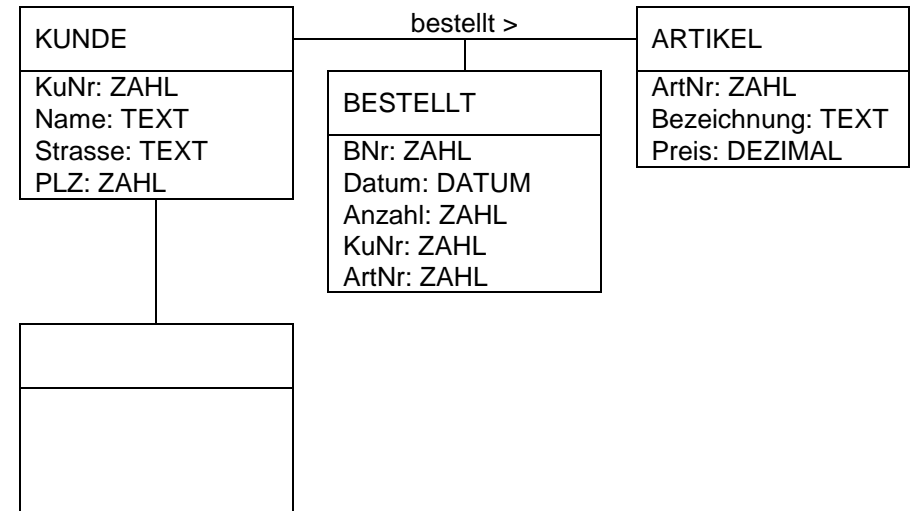 bestellt >
KUNDE
KuNr: ZAHL
Name: TEXT
Strasse: TEXT
PLZ: ZAHL
BESTELLT
BNr: ZAHL
Datum: DATUM
Anzahl: ZAHL
KuNr: ZAHL
ArtNr: ZAHL
ARTIKEL
ArtNr: ZAHL
Bezeichnung: TEXT
Preis: DEZIMAL